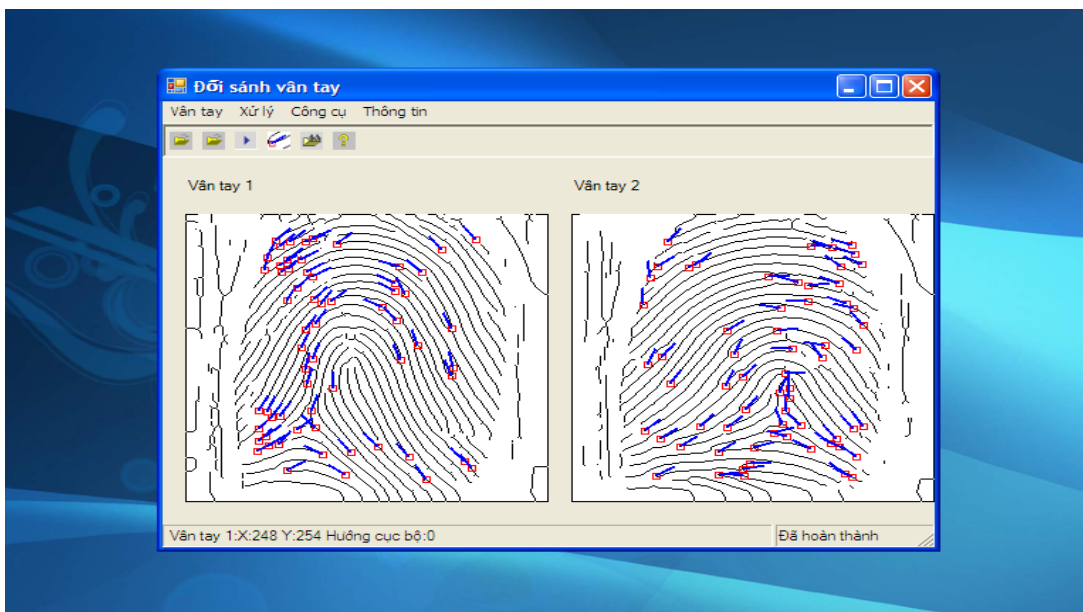 Đối sánh vân tay
Vân tay Xử lý Công cụ Thông tin
Vân tay 1 Vân tay 2
Vân tay 1:X:248 Y:254 Hướng cục bộ:0 Đã hoàn thành